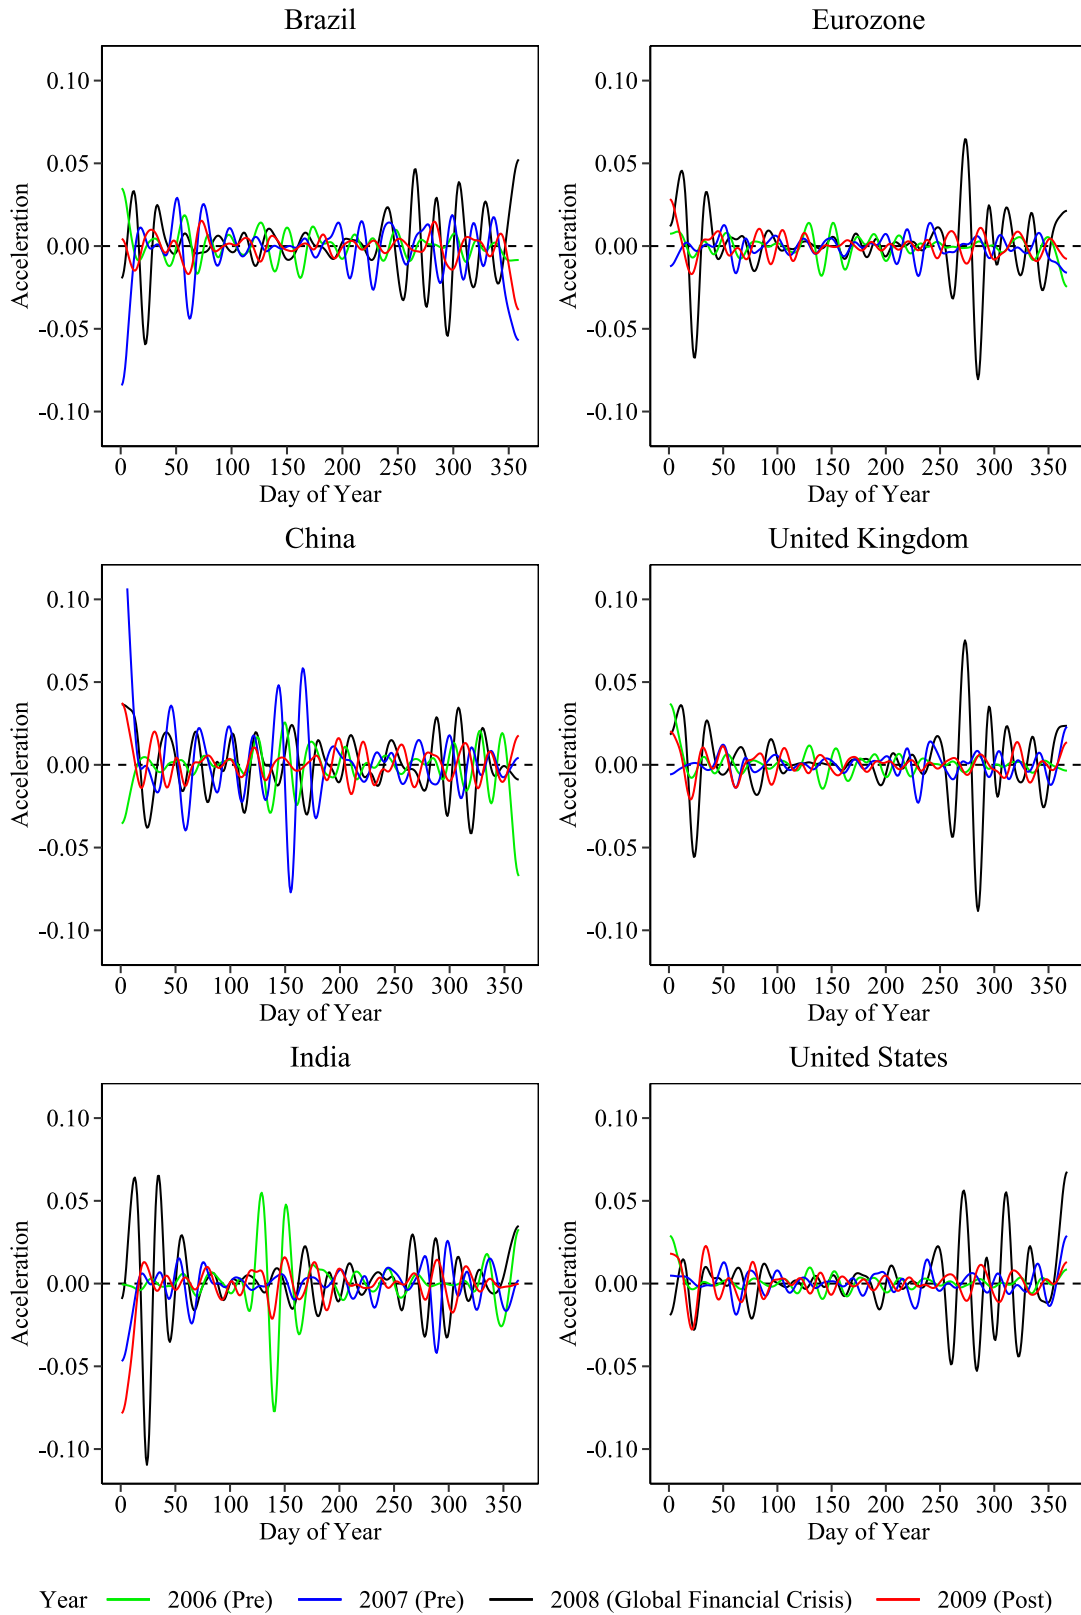 Brazil
Acceleration
0.10
0.05
0.00
-0.05
-0.10
0 50 100 150 200 250 300 350
Day of Year
Eurozone
Acceleration
0.10
0.05
0.00
-0.05
-0.10
0 50 100 150 200 250 300 350
Day of Year
China
Acceleration
0.10
0.05
0.00
-0.05
-0.10
0 50 100 150 200 250 300 350
Day of Year
United Kingdom
Acceleration
0.10
0.05
0.00
-0.05
-0.10
0 50 100 150 200 250 300 350
Day of Year
India
Acceleration
0.10
0.05
0.00
-0.05
-0.10
0 50 100 150 200 250 300 350
Day of Year
United States
Acceleration
0.10
0.05
0.00
-0.05
-0.10
0 50 100 150 200 250 300 350
Day of Year
Year 2006 (Pre) 2007 (Pre) 2008 (Global Financial Crisis) 2009 (Post)